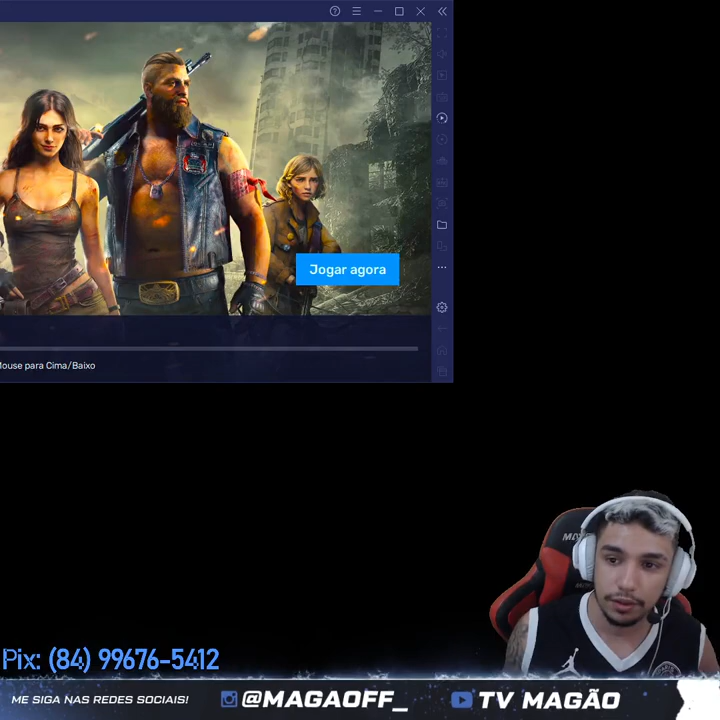 Jogar agora
Mouse para Cima/Baixo
Pix: (84) 99676-5412
ME SIGA NAS REDES SOCIAIS!
@MAGAOFF_
TV MAGÃO